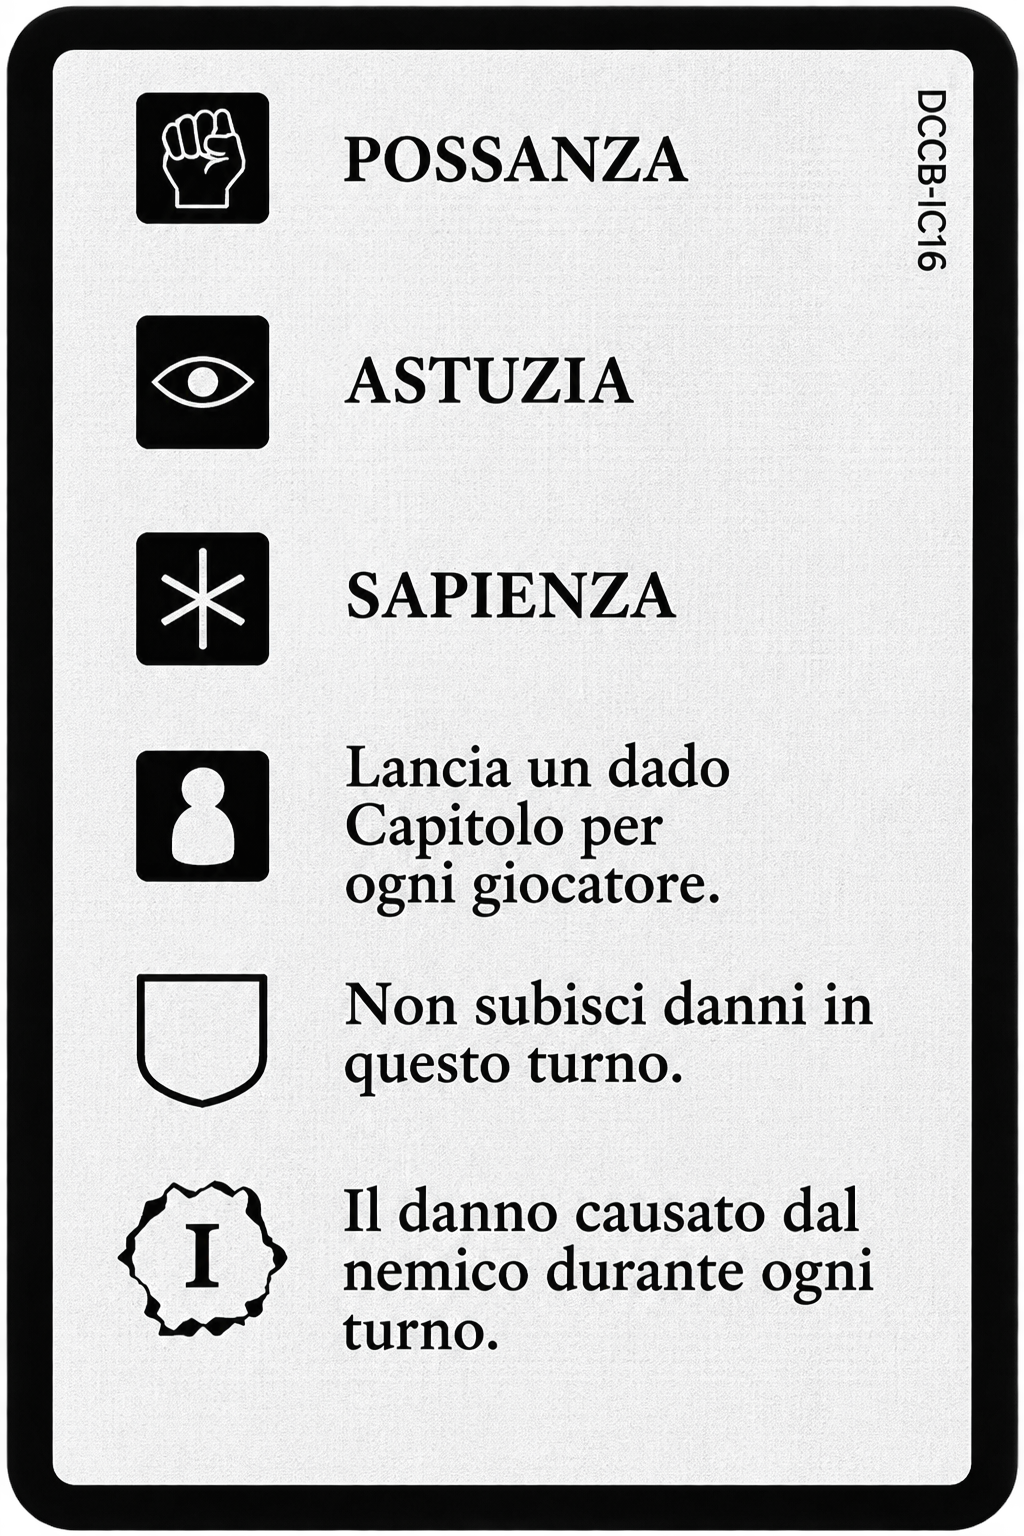 POSSANZA
DCCB-IC16
ASTUZIA
SAPIENZA
Lancia un dado
Capitolo per
ogni giocatore.
Non subisci danni in
questo turno.
I
Il danno causato dal
nemico durante ogni
turno.